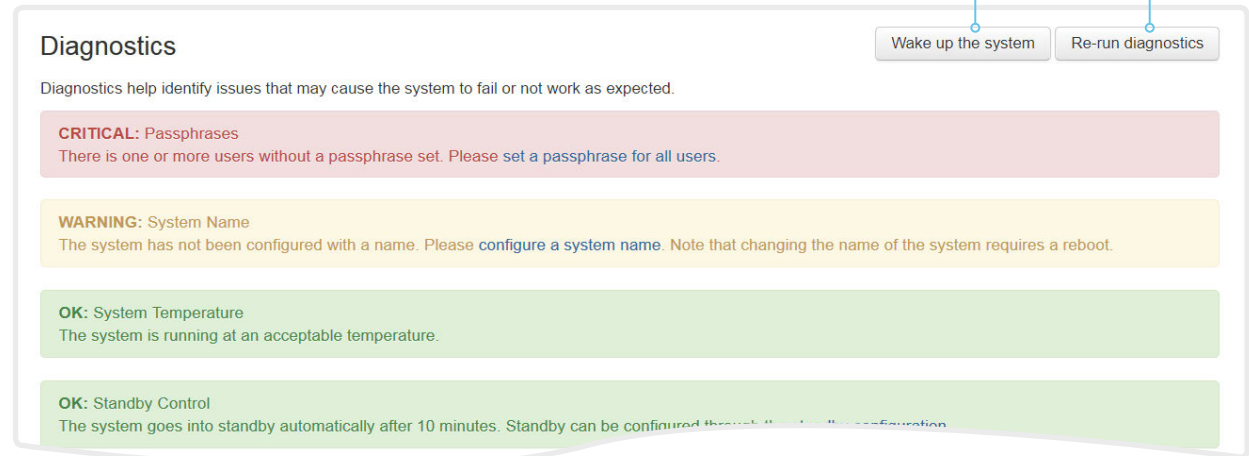 Diagnostics
Wake up the system
Re-run diagnostics
Diagnostics help identify issues that may cause the system to fail or not work as expected.
CRITICAL: Passphrases
There is one or more users without a passphrase set. Please set a passphrase for all users.
WARNING: System Name
The system has not been configured with a name. Please configure a system name. Note that changing the name of the system requires a reboot.
OK: System Temperature
The system is running at an acceptable temperature.
OK: Standby Control
The system goes into standby automatically after 10 minutes. Standby can be configured through the standby configuration